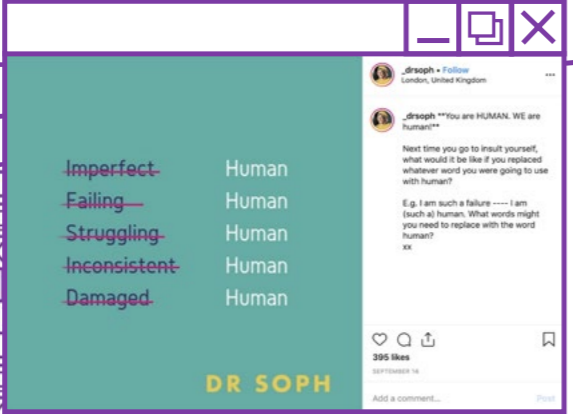 Imperfect Human
Failing Human
Struggling Human
Inconsistent Human
Damaged Human
DR SOPH
_drsoph • Follow
London, United Kingdom
_drsoph **You are HUMAN. WE are
human!**
Next time you go to insult yourself,
what would it be like if you replaced
whatever word you were going to use
with human?
E.g. I am such a failure ---- I am
(such a) human. What words might
you need to replace with the word
human?
xx
395 likes
SEPTEMBER 14
Add a comment...
Post